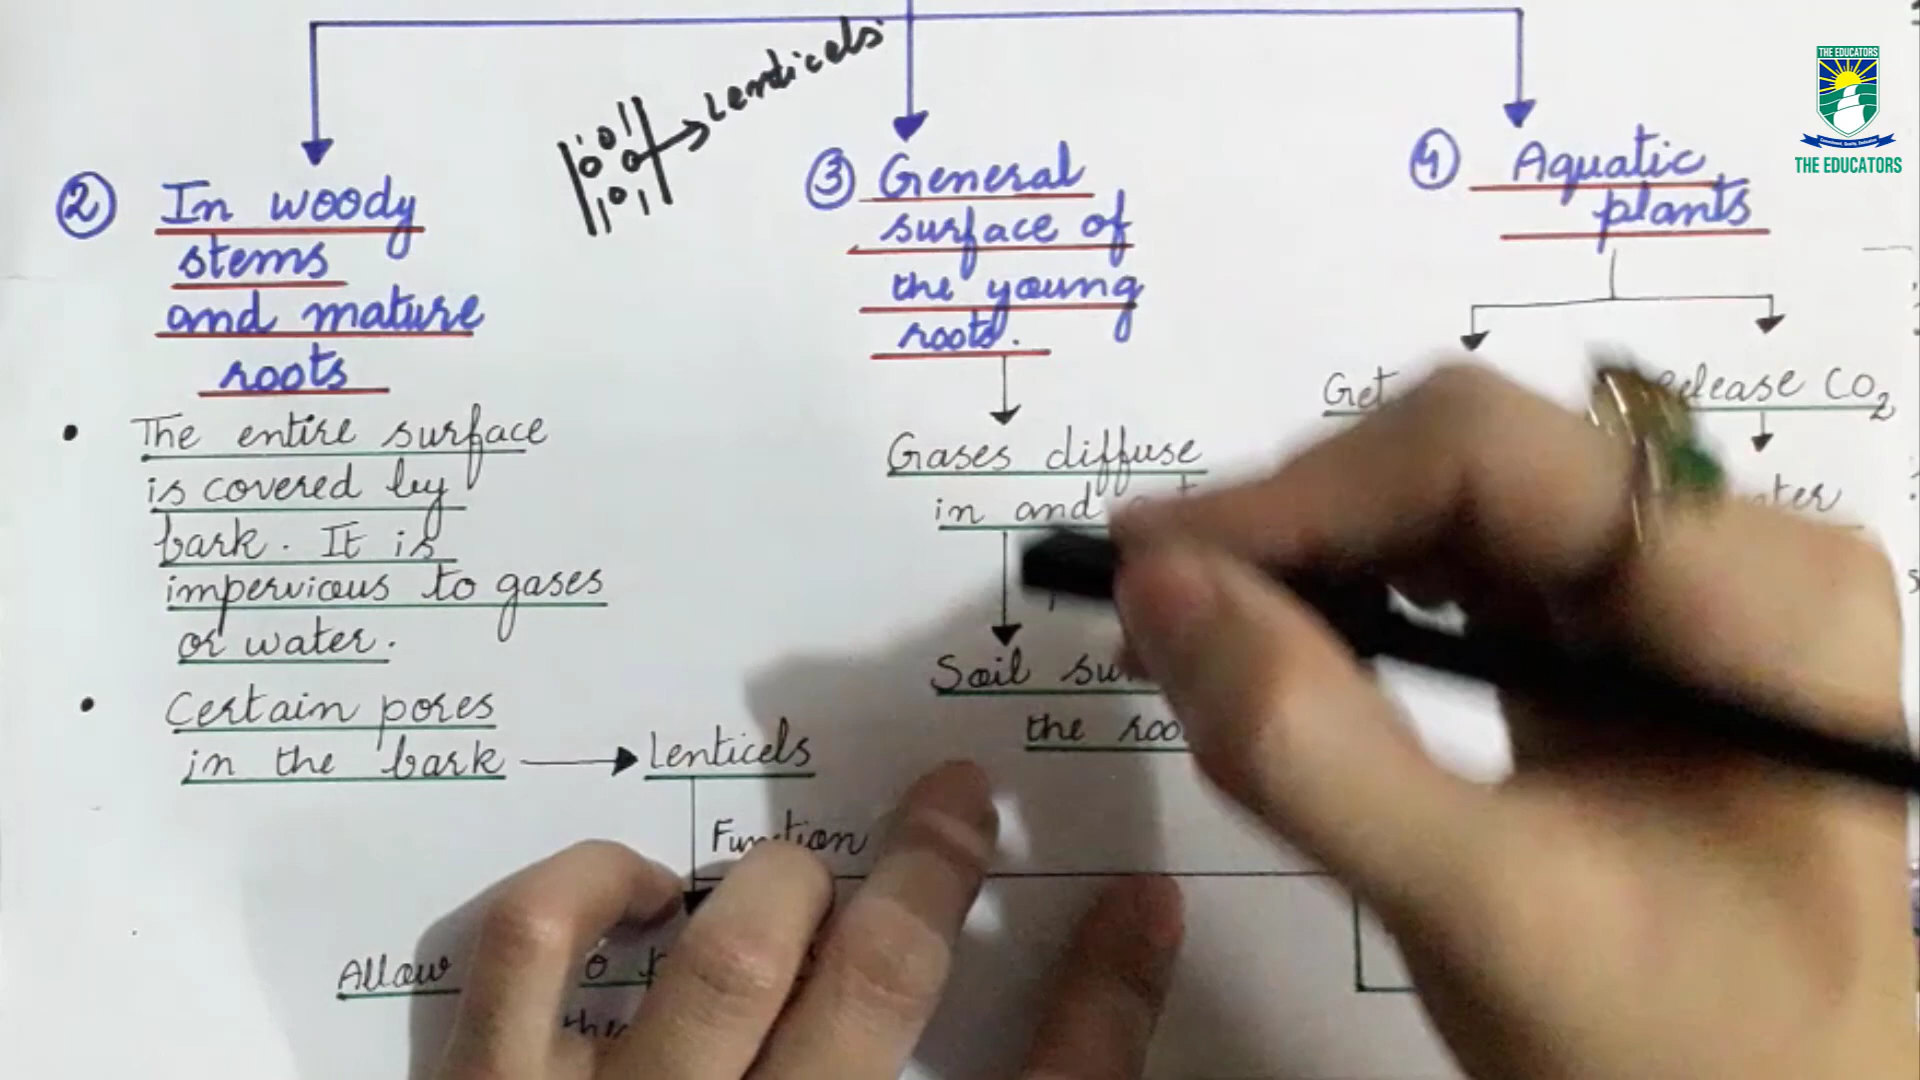 Lenticels
② In woody
stems
and mature
roots
• The entire surface
is covered by
bark. It is
impervious to gases
or water.
• Certain pores
in the bark → Lenticels
Function
Allow
③ General
surface of
the young
roots.
Gases diffuse
in and
Soil
the
④ Aquatic
plants
Get
Release CO2
THE EDUCATORS
THE EDUCATORS